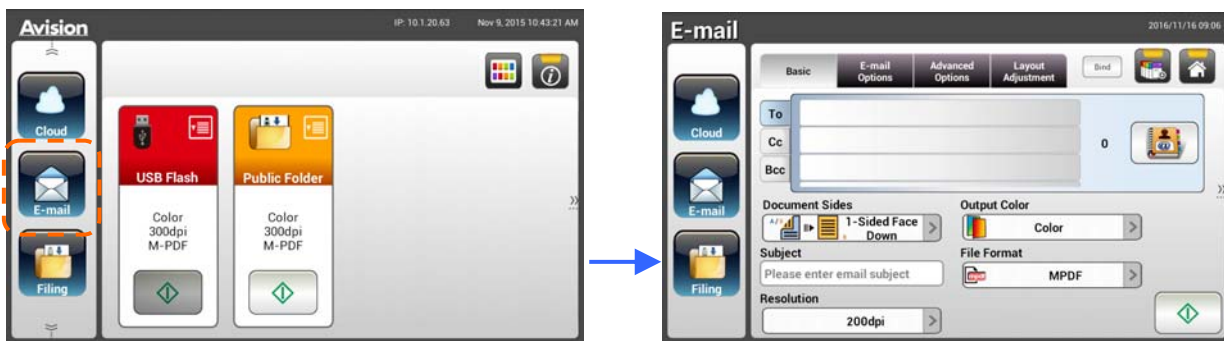 Avision
IP: 10.1.20.63
Nov 9, 2015 10:43:21 AM
Cloud
E-mail
Filing
USB Flash
Color
300dpi
M-PDF
Public Folder
Color
300dpi
M-PDF
E-mail
2016/11/16 09:06
Cloud
E-mail
Filing
Basic
E-mail
Options
Advanced
Options
Layout
Adjustment
Bind
To
Cc
Bcc
0
Document Sides
1-Sided Face
Down
Output Color
Color
Subject
Please enter email subject
File Format
MPDF
Resolution
200dpi